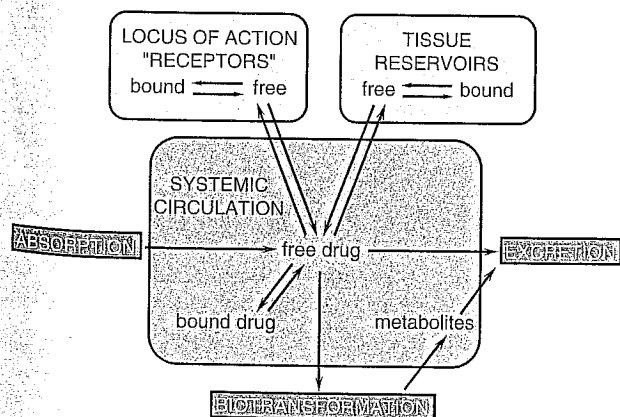 LOCUS OF ACTION
"RECEPTORS"
bound free
TISSUE
RESERVOIRS
free bound
SYSTEMIC
CIRCULATION
ABSORPTION
free drug
EXCRETION
bound drug
metabolites
BIOTRANSFORMATION